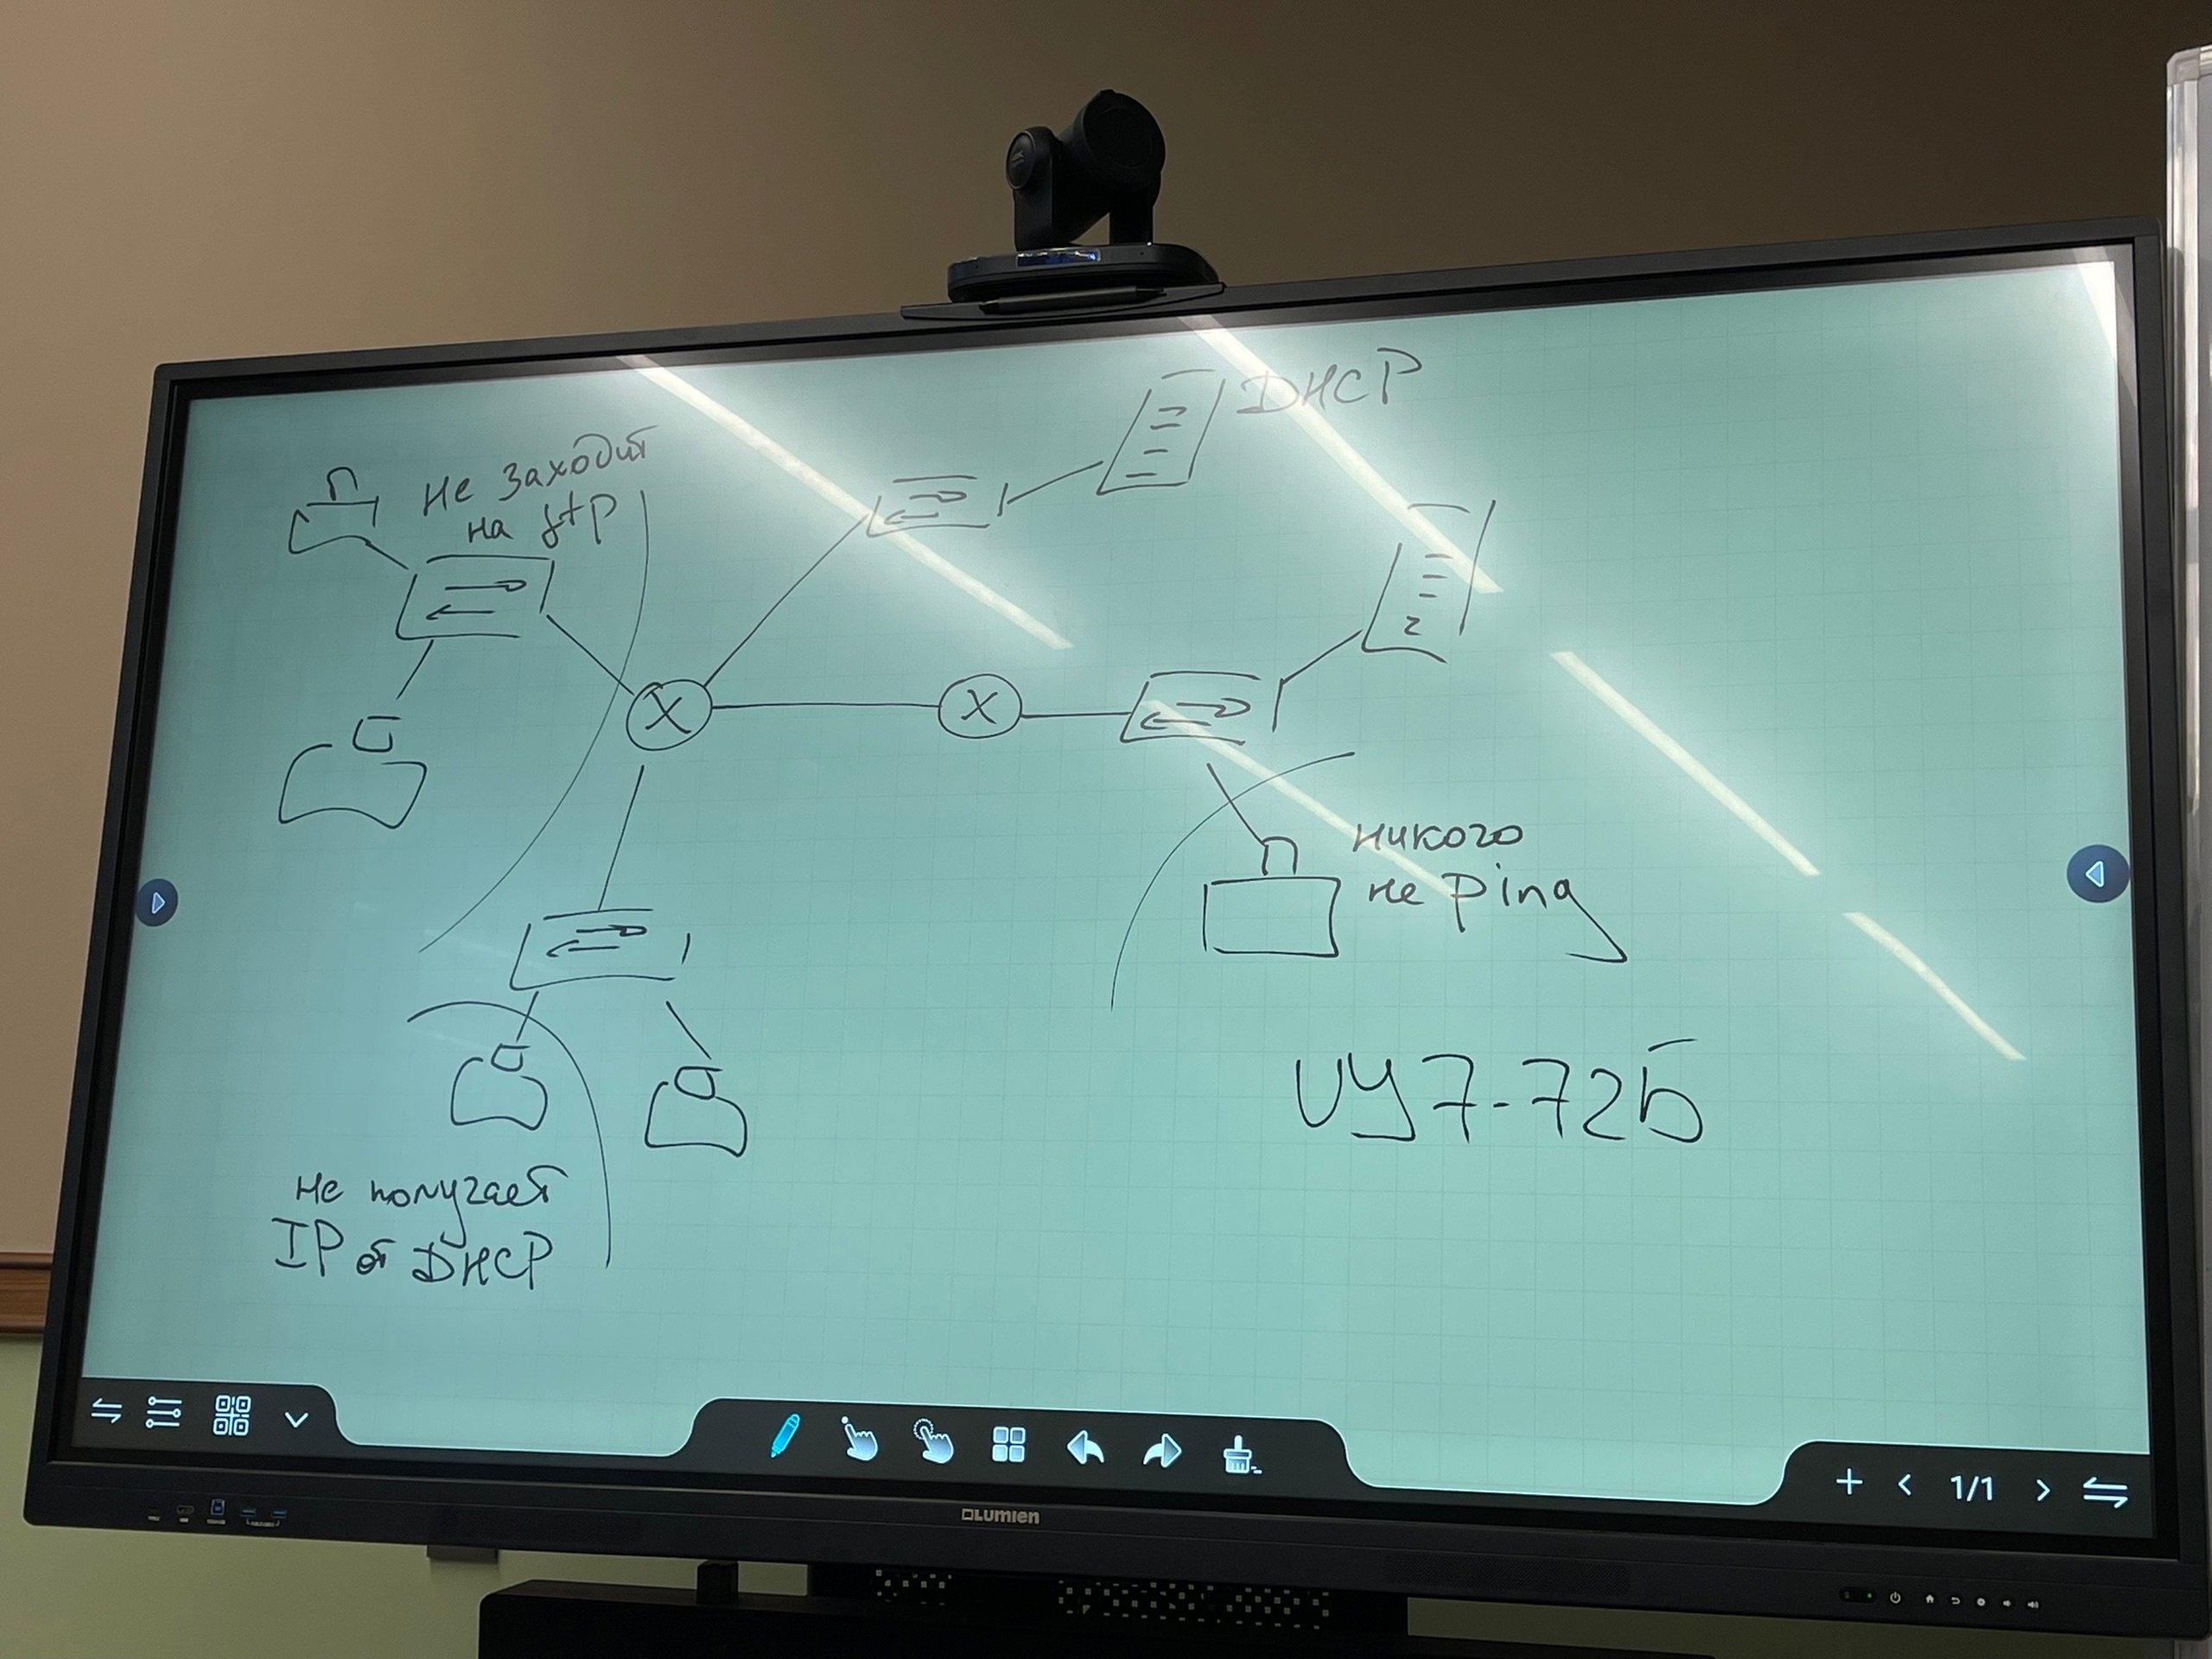 DHCP
не заходит
на ftp
никого
не Ping
ИУ7-72Б
не получает
IP от DHCP
1/1
Lumien